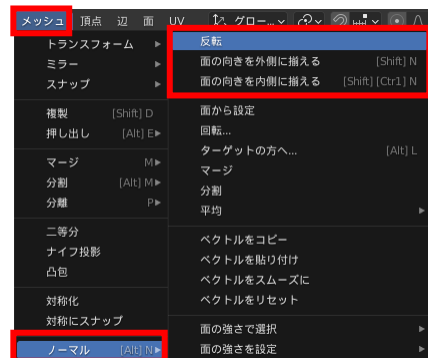 メッシュ 頂点 辺 面 UV グロー...
トランスフォーム
ミラー
スナップ
複製 [Shift] D
押し出し [Alt] E
マージ M
分割 [Alt] M
分離 P
二等分
ナイフ投影
凸包
対称化
対称にスナップ
ノーマル [Alt] N
反転
面の向きを外側に揃える [Shift] N
面の向きを内側に揃える [Shift] [Ctrl] N
面から設定
回転...
ターゲットの方へ... [Alt] L
マージ
分割
平均
ベクトルをコピー
ベクトルを貼り付け
ベクトルをスムーズに
ベクトルをリセット
面の強さで選択
面の強さを設定